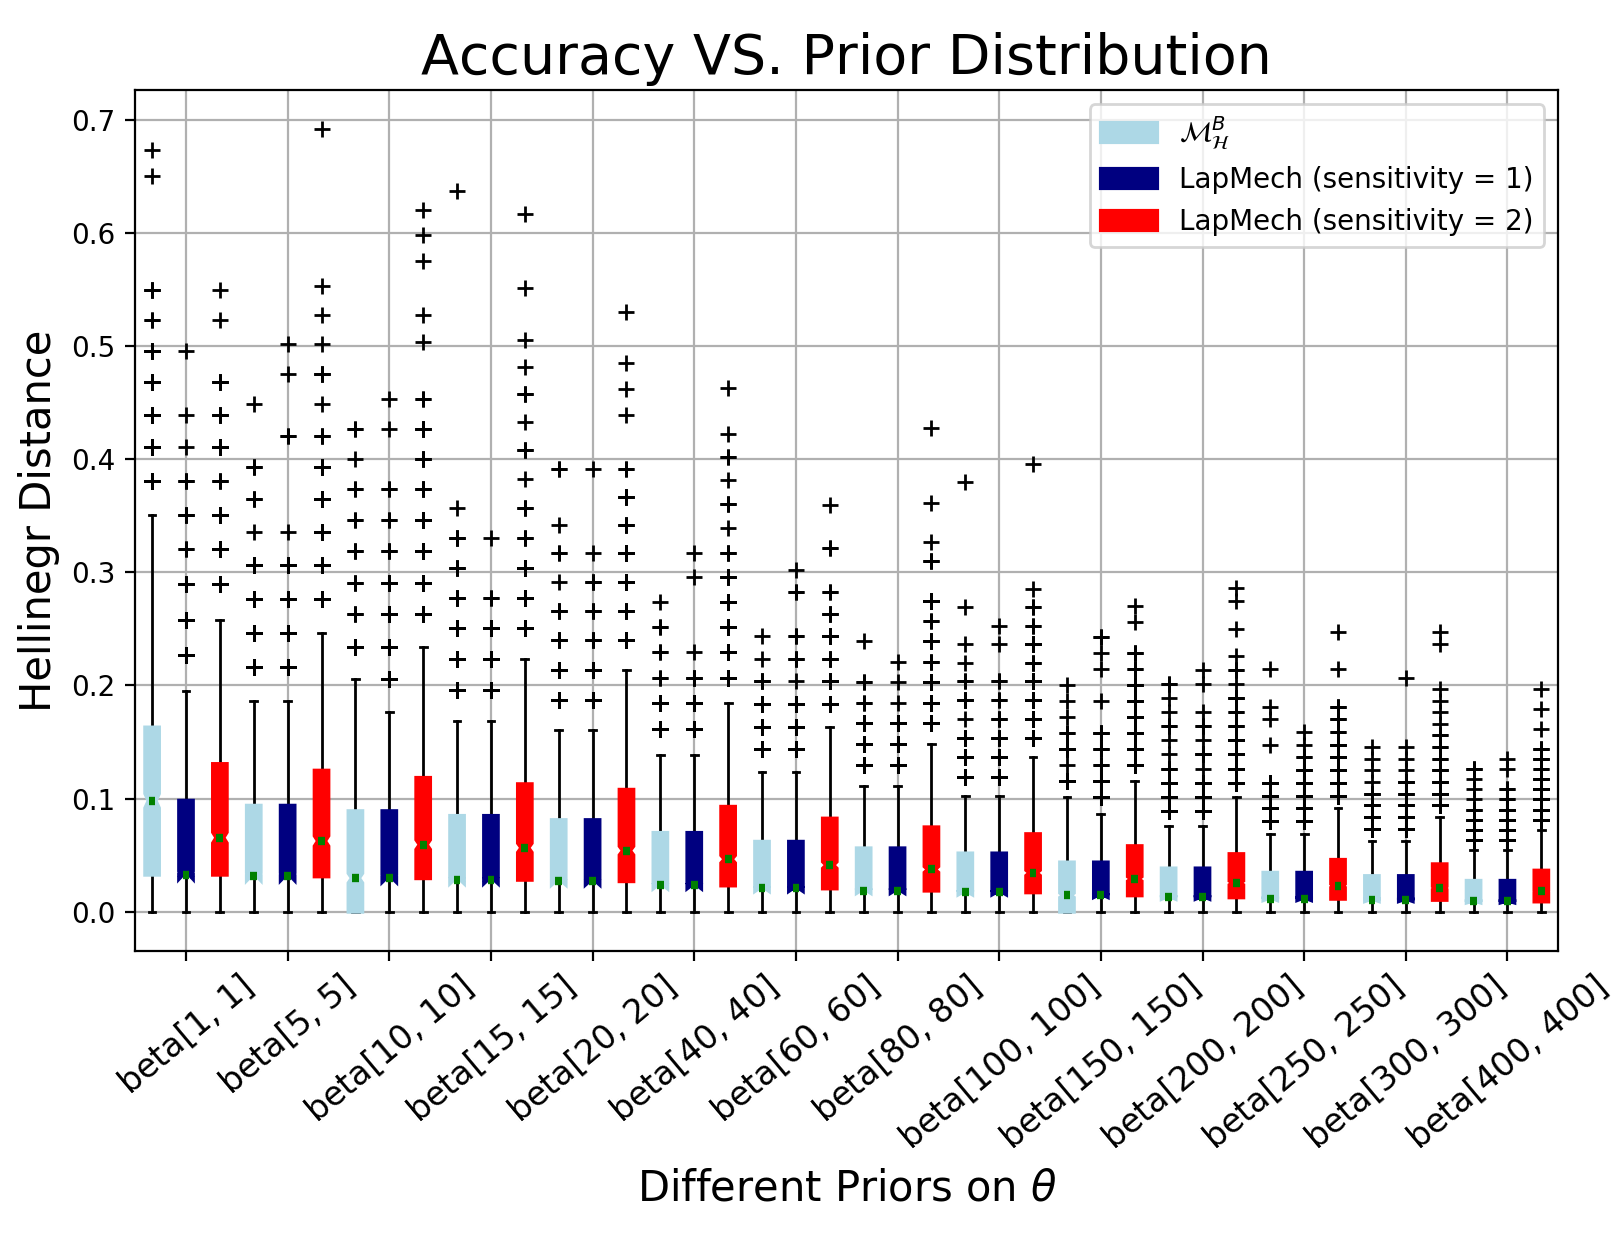 Accuracy VS. Prior Distribution
Hellinegr Distance
0.7
0.6
0.5
0.4
0.3
0.2
0.1
0.0
ℳ_ℋ^B
LapMech (sensitivity = 1)
LapMech (sensitivity = 2)
beta[1, 1]
beta[5, 5]
beta[10, 10]
beta[15, 15]
beta[20, 20]
beta[40, 40]
beta[60, 60]
beta[80, 80]
beta[100, 100]
beta[150, 150]
beta[200, 200]
beta[250, 250]
beta[300, 300]
beta[400, 400]
Different Priors on θ